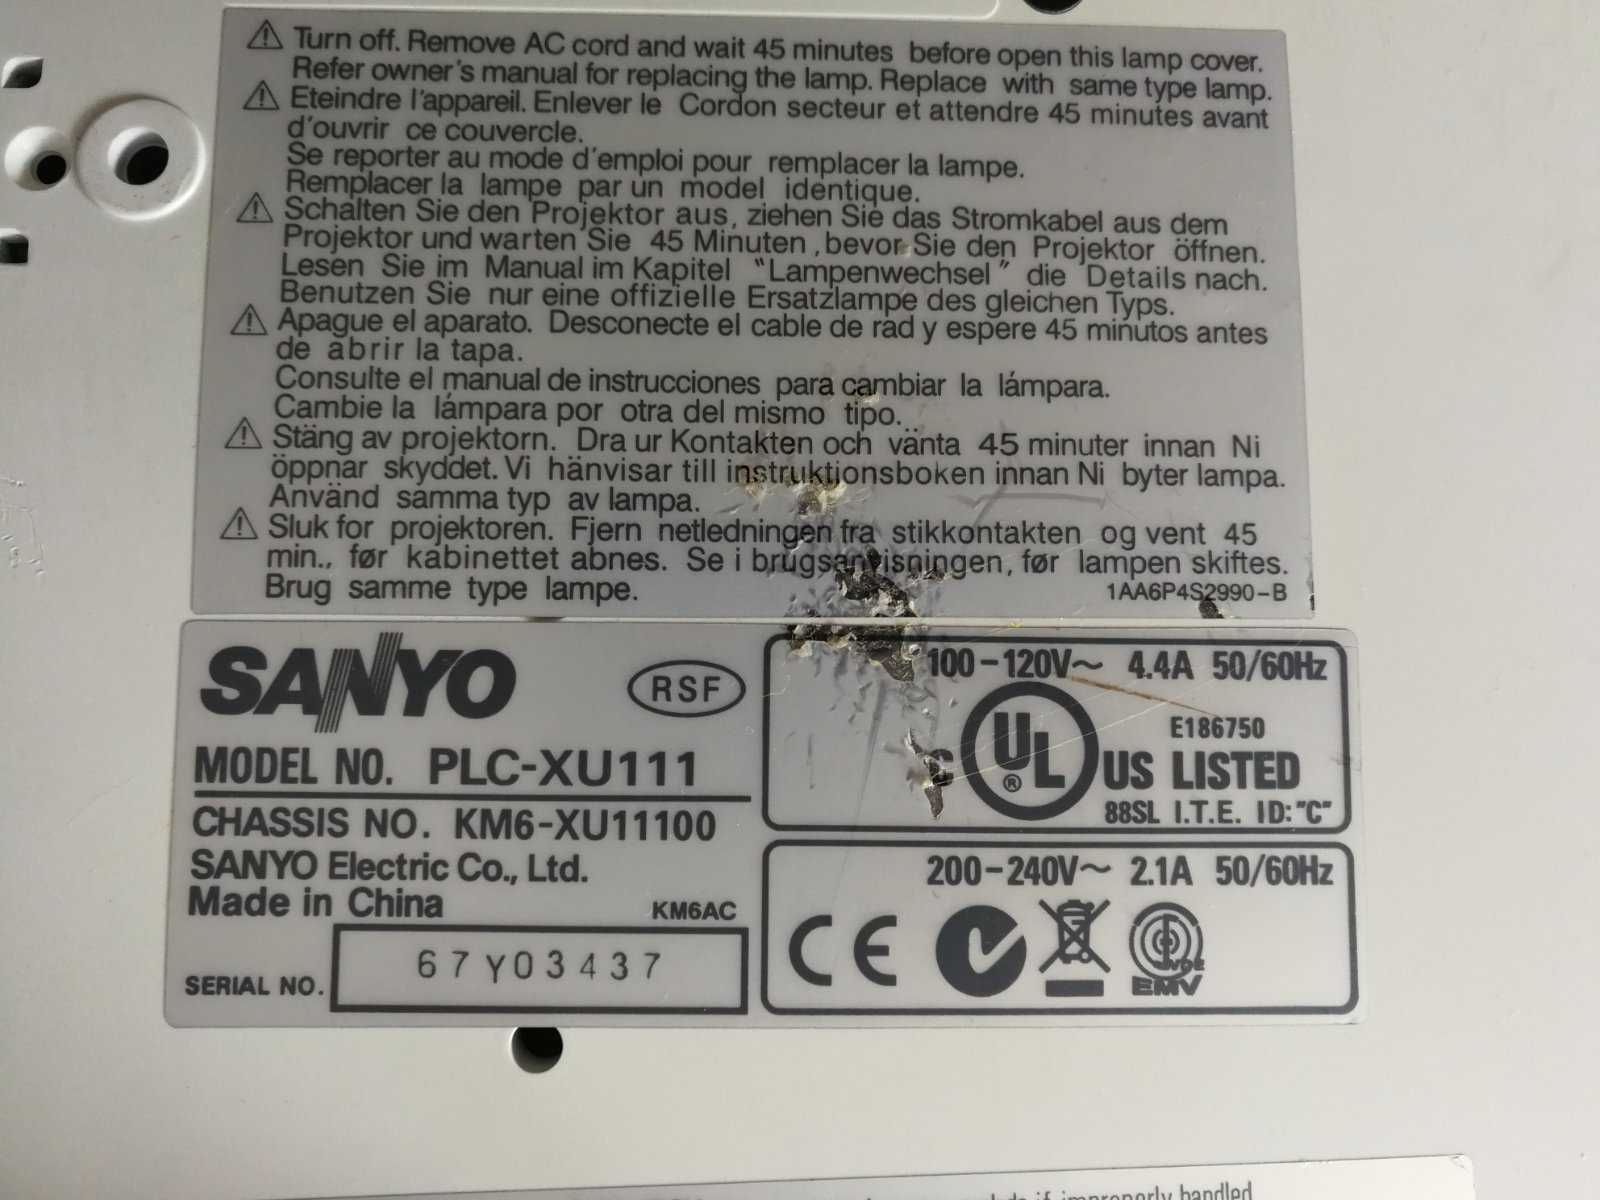 Turn off. Remove AC cord and wait 45 minutes before open this lamp cover.
Refer owner's manual for replacing the lamp. Replace with same type lamp.
Eteindre l'appareil. Enlever le Cordon secteur et attendre 45 minutes avant
d'ouvrir ce couvercle.
Se reporter au mode d'emploi pour remplacer la lampe.
Remplacer la lampe par un model identique.
Schalten Sie den Projektor aus, ziehen Sie das Stromkabel aus dem
Projektor und warten Sie 45 Minuten, bevor Sie den Projektor öffnen.
Lesen Sie im Manual im Kapitel "Lampenwechsel" die Details nach.
Benutzen Sie nur eine offizielle Ersatzlampe des gleichen Typs.
Apague el aparato. Desconecte el cable de rad y espere 45 minutos antes
de abrir la tapa.
Consulte el manual de instrucciones para cambiar la lámpara.
Cambie la lámpara por otra del mismo tipo.
Stäng av projektorn. Dra ur Kontakten och vänta 45 minuter innan Ni
öppnar skyddet. Vi hänvisar till instruktionsboken innan Ni byter lampa.
Använd samma typ av lampa.
Sluk for projektoren. Fjern netledningen fra stikkontakten og vent 45
min., før kabinettet abnes. Se i brugsanvisningen, før lampen skiftes.
Brug samme type lampe.
1AA6P4S2990-B
SANYO
RSF
MODEL NO. PLC-XU111
CHASSIS NO. KM6-XU11100
SANYO Electric Co., Ltd.
Made in China
KM6AC
SERIAL NO. 67Y03437
100-120V~ 4.4A 50/60Hz
E186750
C UL ® US LISTED
88SL I.T.E. ID:"C"
200-240V~ 2.1A 50/60Hz
CE
VDE
EMV
if improperly handled